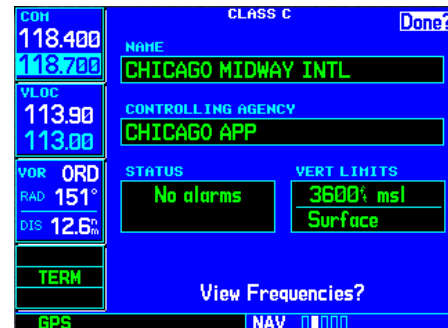 COM
118.400
118.700
VLOC
113.90
113.00
VOR ORD
RAD 151°
DIS 12.6nm
TERM
GPS
CLASS C
Done?
NAME
CHICAGO MIDWAY INTL
CONTROLLING AGENCY
CHICAGO APP
STATUS
No alarms
VERT LIMITS
3600ft msl
Surface
View Frequencies?
NAV